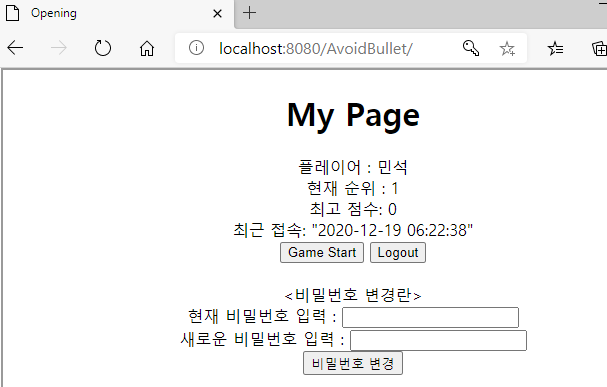 Opening
localhost:8080/AvoidBullet/
My Page
플레이어 : 민석
현재 순위 : 1
최고 점수: 0
최근 접속: "2020-12-19 06:22:38"
Game Start Logout
<비밀번호 변경란>
현재 비밀번호 입력 :
새로운 비밀번호 입력 :
비밀번호 변경